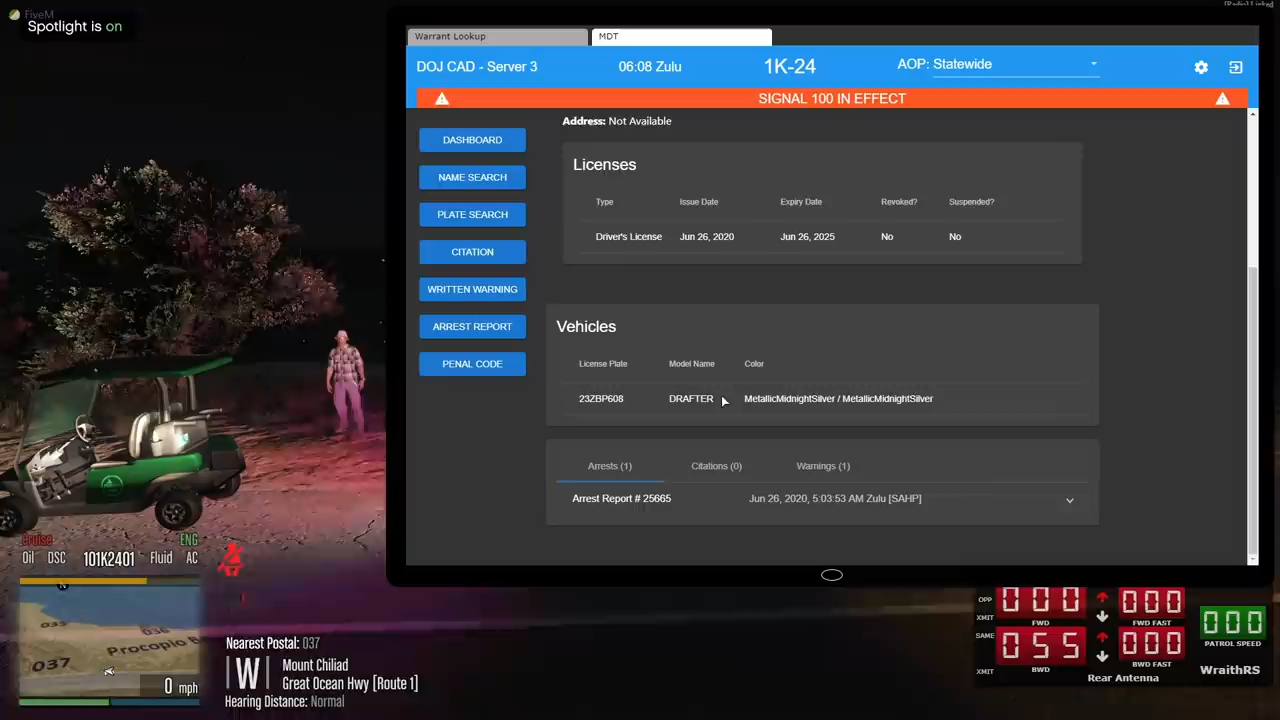 FiveM
Spotlight is on
[Radio] Linked
Warrant Lookup
MDT
DOJ CAD - Server 3
06:08 Zulu
1K-24
AOP: Statewide
SIGNAL 100 IN EFFECT
Address: Not Available
DASHBOARD
NAME SEARCH
PLATE SEARCH
CITATION
WRITTEN WARNING
ARREST REPORT
PENAL CODE
Licenses
Type Issue Date Expiry Date Revoked? Suspended?
Driver's License Jun 26, 2020 Jun 26, 2025 No No
Vehicles
License Plate Model Name Color
23ZBP608 DRAFTER MetallicMidnightSilver / MetallicMidnightSilver
Arrests (1) Citations (0) Warnings (1)
Arrest Report # 25665 Jun 26, 2020, 5:03:53 AM Zulu [SAHP]
Cruise ENG
Oil DSC 101K2401 Fluid AC
N
037
036
Procopio B
037
0 mph
Nearest Postal: 037
W
Mount Chiliad
Great Ocean Hwy [Route 1]
Hearing Distance: Normal
OPP
XMIT
SAME
XMIT
000
FWD
000
FWD FAST
055
BWD
000
BWD FAST
000
PATROL SPEED
Rear Antenna
WraithRS